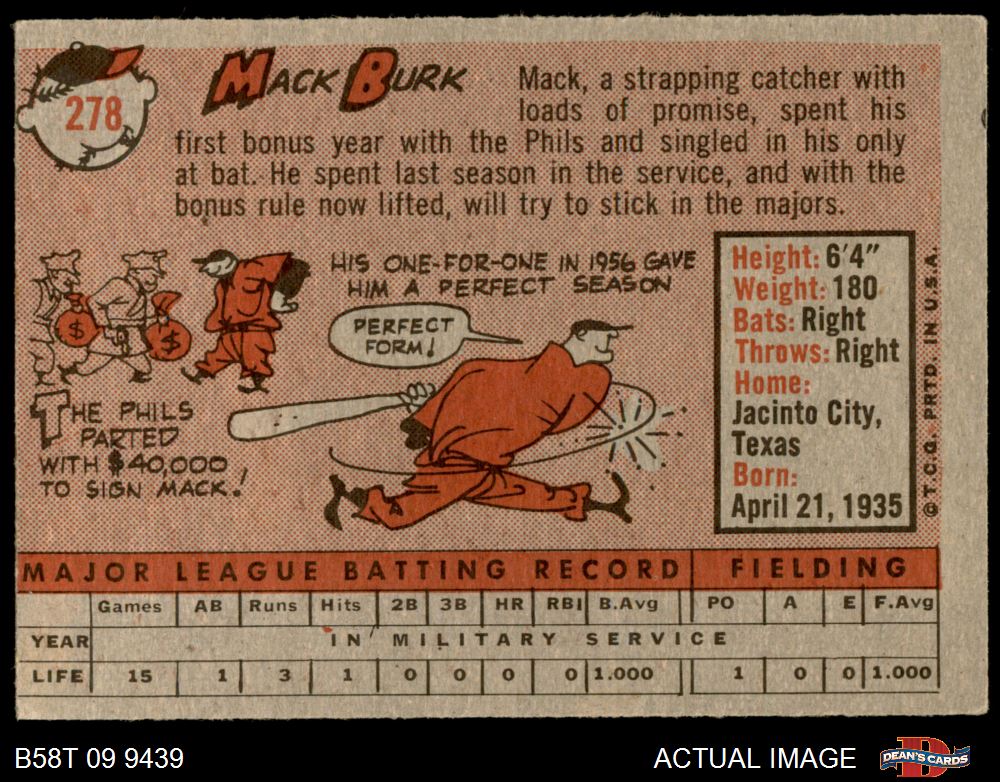 278
MACK BURK
Mack, a strapping catcher with
loads of promise, spent his
first bonus year with the Phils and singled in his only
at bat. He spent last season in the service, and with the
bonus rule now lifted, will try to stick in the majors.
$ $
THE PHILS
PARTED
WITH $40,000
TO SIGN MACK!
HIS ONE-FOR-ONE IN 1956 GAVE
HIM A PERFECT SEASON
PERFECT
FORM!
Height: 6'4"
Weight: 180
Bats: Right
Throws: Right
Home:
Jacinto City,
Texas
Born:
April 21, 1935
© T.C.G. PRTD. IN U.S.A.
MAJOR LEAGUE BATTING RECORD FIELDING
Games AB Runs Hits 2B 3B HR RBI B.Avg PO A E F.Avg
YEAR IN MILITARY SERVICE
LIFE 15 1 3 1 0 0 0 0 1.000 1 0 0 1.000
B58T 09 9439 ACTUAL IMAGE
D
DEAN'S CARDS